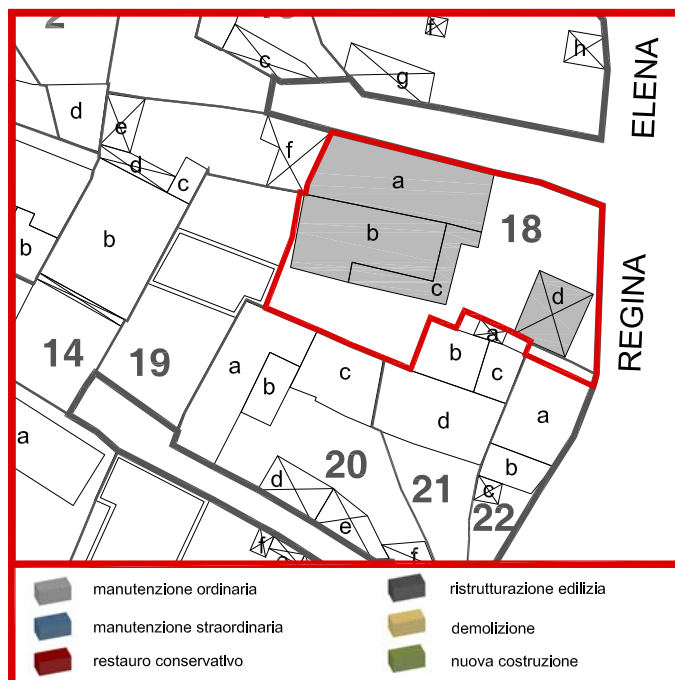 2
c
g
f
h
ELENA
d
e
d
c
f
b
b
a
b
c
18
d
REGINA
14
19
a
b
c
a
b
c
d
a
b
c
20
21
22
d
e
f
a
f
manutenzione ordinaria
ristrutturazione edilizia
manutenzione straordinaria
demolizione
restauro conservativo
nuova costruzione